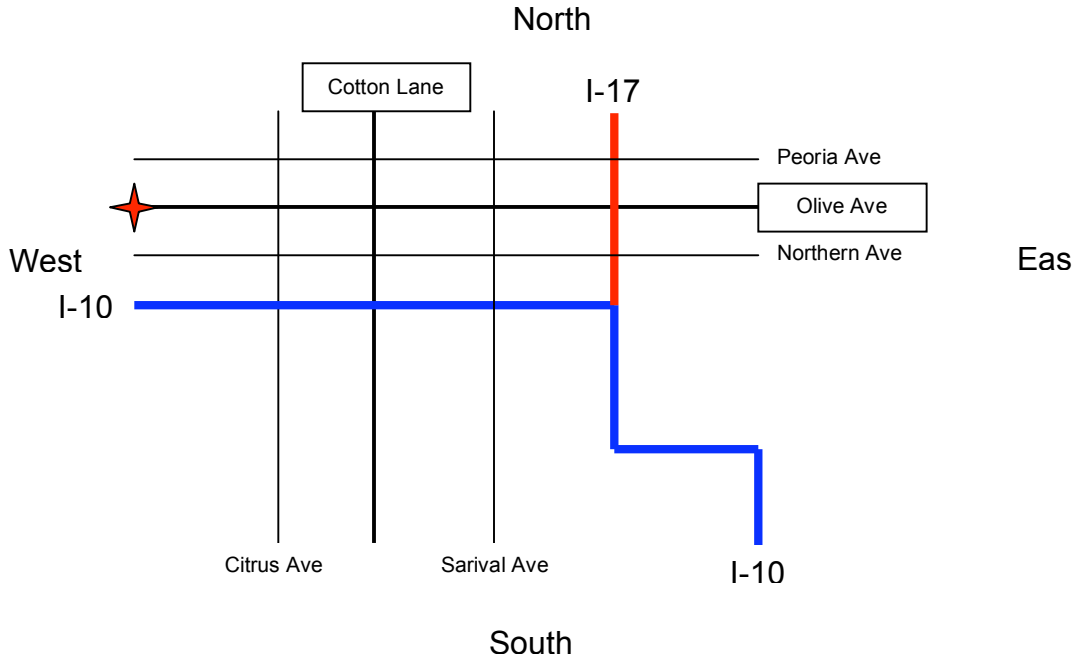 North
Cotton Lane
I-17
Peoria Ave
Olive Ave
West
Northern Ave
Eas
I-10
Citrus Ave
Sarival Ave
I-10
South